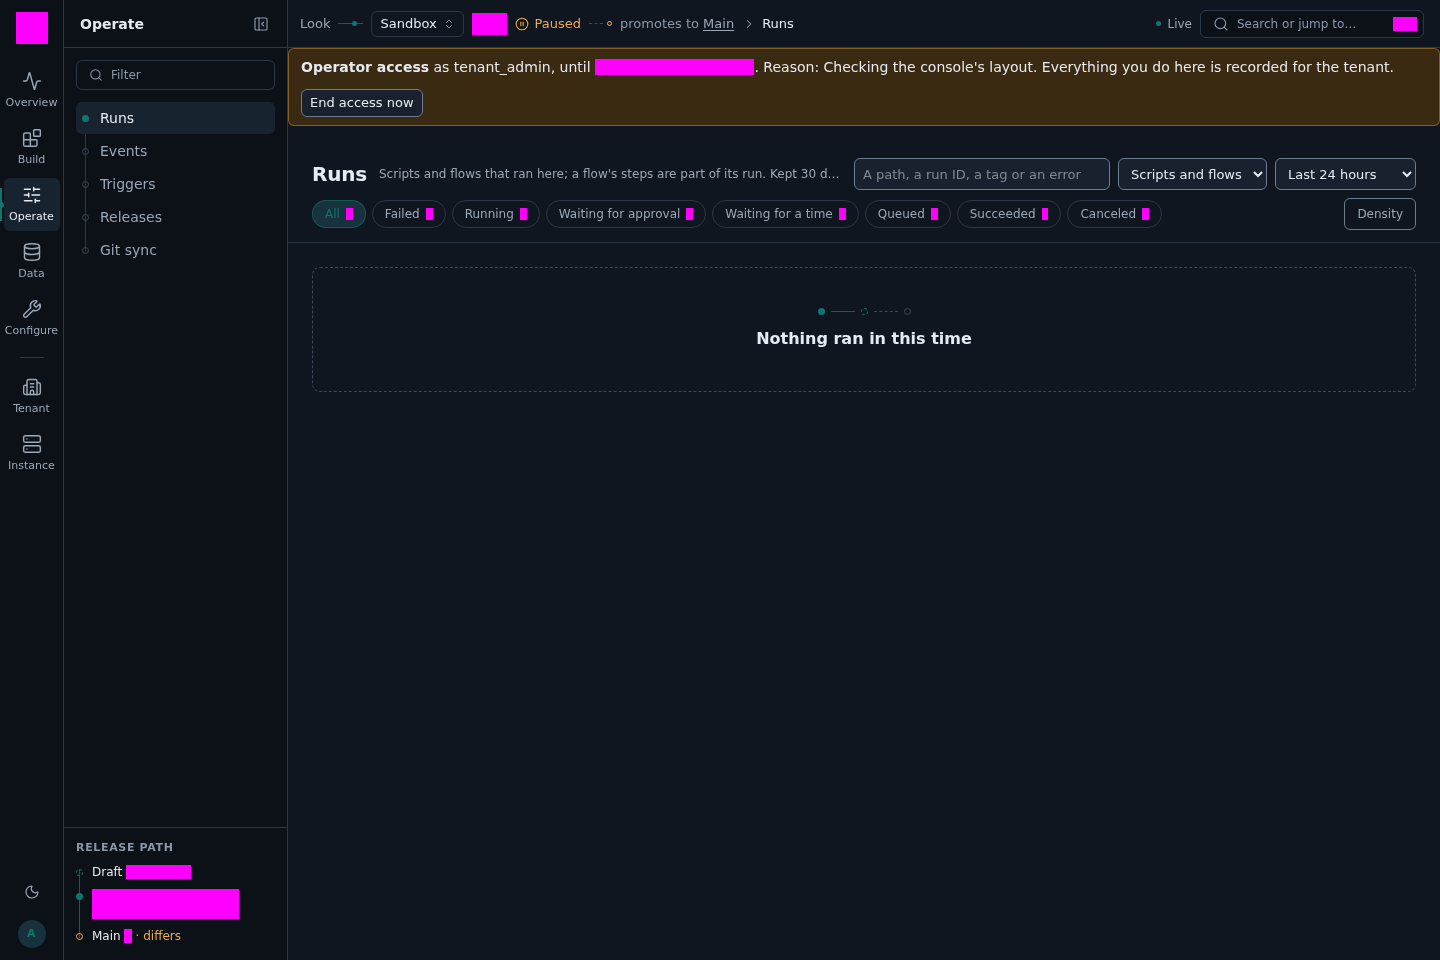 Operate
Look
Sandbox
Paused
promotes to Main
Runs
Live
Search or jump to...
Overview
Build
Operate
Data
Configure
Tenant
Instance
A
Filter
Runs
Events
Triggers
Releases
Git sync
RELEASE PATH
Draft
Main · differs
Operator access as tenant_admin, until . Reason: Checking the console's layout. Everything you do here is recorded for the tenant.
End access now
Runs
Scripts and flows that ran here; a flow's steps are part of its run. Kept 30 d...
A path, a run ID, a tag or an error
Scripts and flows
Last 24 hours
All
Failed
Running
Waiting for approval
Waiting for a time
Queued
Succeeded
Canceled
Density
Nothing ran in this time